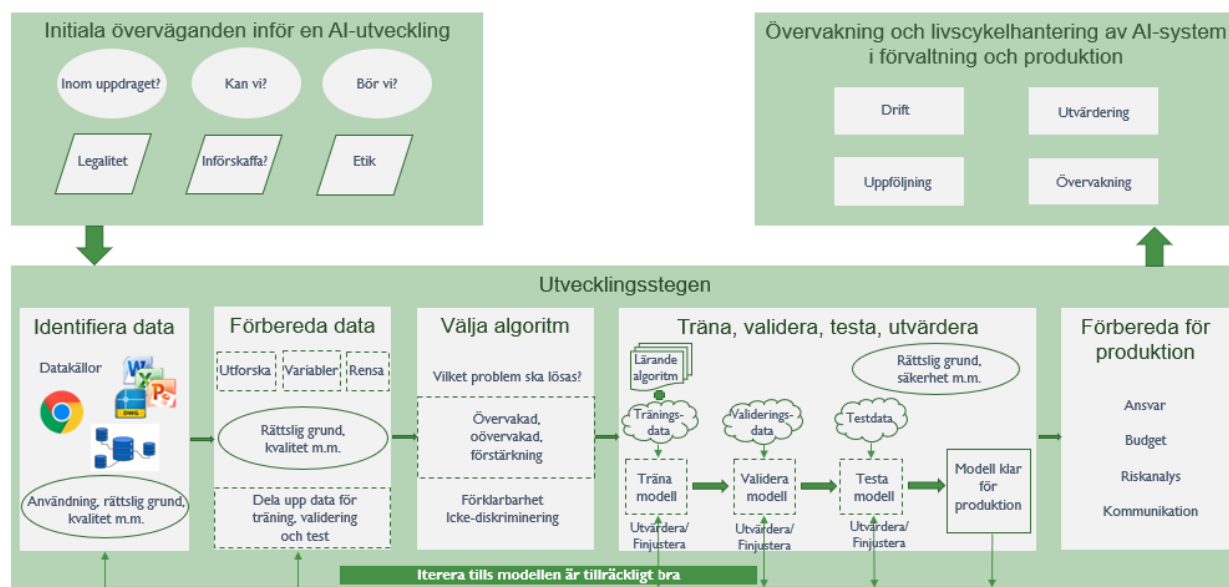 Initiala överväganden inför en AI-utveckling
Inom uppdraget?
Kan vi?
Bör vi?
Legalitet
Införskaffa?
Etik
Övervakning och livscykelhantering av AI-system
i förvaltning och produktion
Drift
Utvärdering
Uppföljning
Övervakning
Utvecklingsstegen
Identifiera data
Datakällor
DWG
Användning, rättslig grund,
kvalitet m.m.
Förbereda data
Utforska
Variabler
Rensa
Rättslig grund,
kvalitet m.m.
Dela upp data för
träning, validering
och test
Välja algoritm
Vilket problem ska lösas?
Övervakad,
oövervakad,
förstärkning
Förklarbarhet
Icke-diskriminering
Träna, validera, testa, utvärdera
Lärande
algoritm
Rättslig grund,
säkerhet m.m.
Tränings-
data
Validerings-
data
Testdata
Träna
modell
Validera
modell
Testa
modell
Modell klar
för
produktion
Utvärdera/
Finjustera
Utvärdera/
Finjustera
Utvärdera/
Finjustera
Förbereda för
produktion
Ansvar
Budget
Riskanalys
Kommunikation
Iterera tills modellen är tillräckligt bra